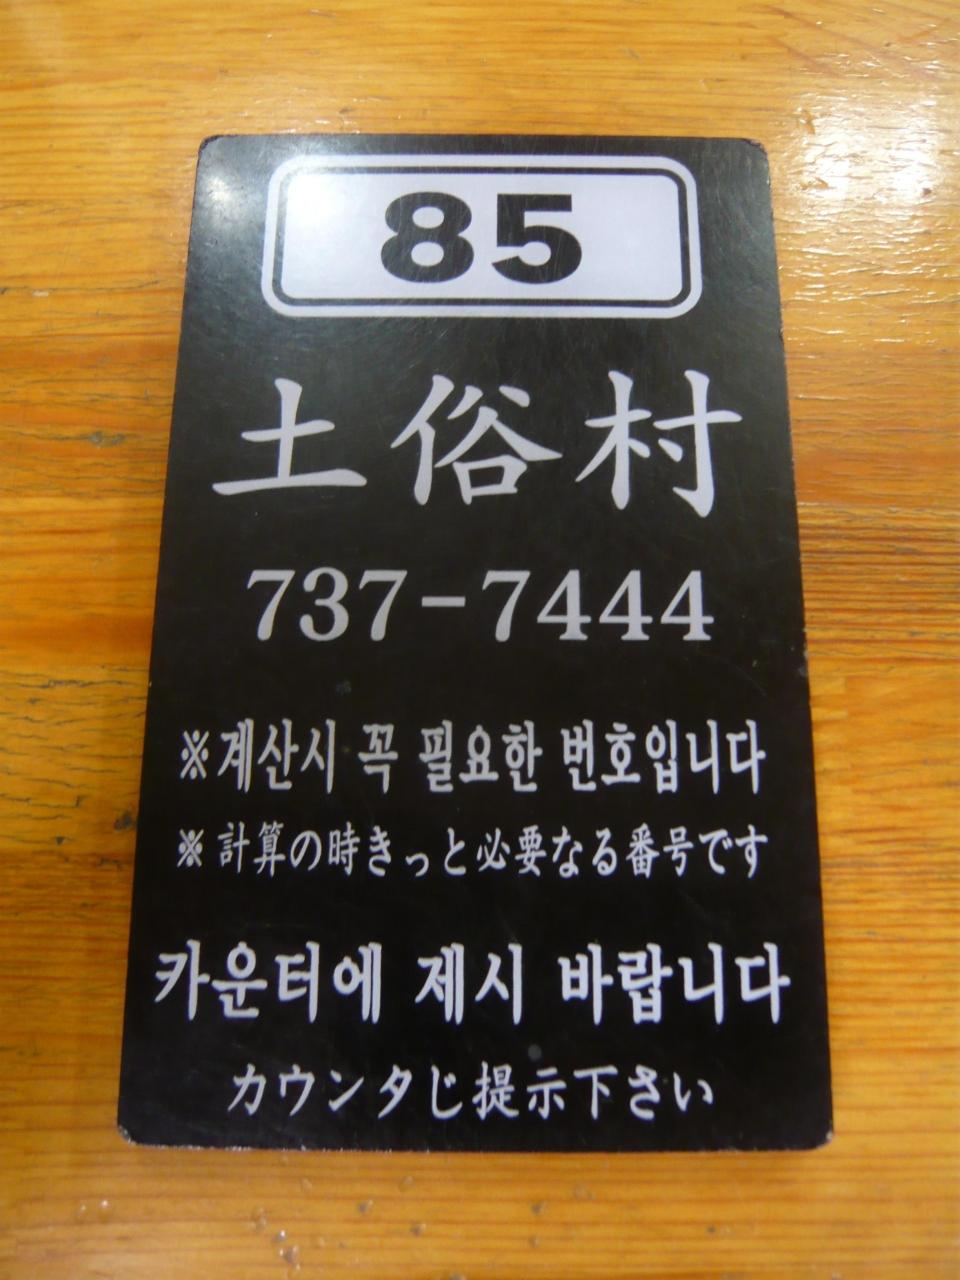 85
土俗村
737-7444
※계산시 꼭 필요한 번호입니다
※計算の時きっと必要なる番号です
카운터에 제시 바랍니다
カウンタじ提示下さい